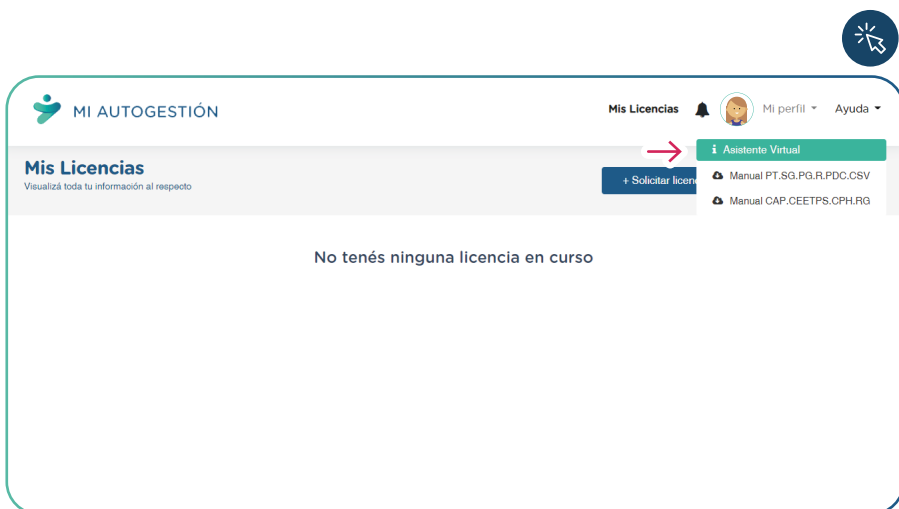 MI AUTOGESTIÓN
Mis Licencias
Mi perfil
Ayuda
i Asistente Virtual
Manual PT.SG.PG.R.PDC.CSV
Manual CAP.CEETPS.CPH.RG
Mis Licencias
Visualizá toda tu información al respecto
+ Solicitar licen
No tenés ninguna licencia en curso